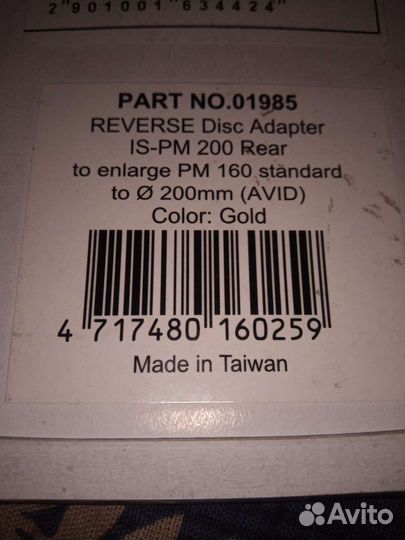 2"901001"634424"
PART NO.01985
REVERSE Disc Adapter
IS-PM 200 Rear
to enlarge PM 160 standard
to Ø 200mm (AVID)
Color: Gold
4 717480 160259
Made in Taiwan
Avito